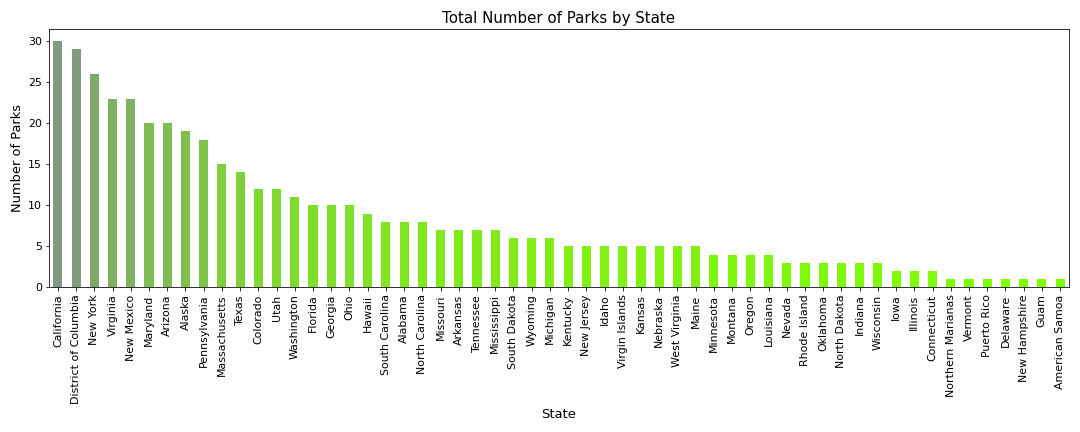 Total Number of Parks by State
Number of Parks
30
25
20
15
10
5
0
California
District of Columbia
New York
Virginia
New Mexico
Maryland
Arizona
Alaska
Pennsylvania
Massachusetts
Texas
Colorado
Utah
Washington
Florida
Georgia
Ohio
Hawaii
South Carolina
Alabama
North Carolina
Missouri
Arkansas
Tennessee
Mississippi
South Dakota
Wyoming
Michigan
Kentucky
New Jersey
Idaho
Virgin Islands
Kansas
Nebraska
West Virginia
Maine
Minnesota
Montana
Oregon
Louisiana
Nevada
Rhode Island
Oklahoma
North Dakota
Indiana
Wisconsin
Iowa
Illinois
Connecticut
Northern Marianas
Vermont
Puerto Rico
Delaware
New Hampshire
Guam
American Samoa
State